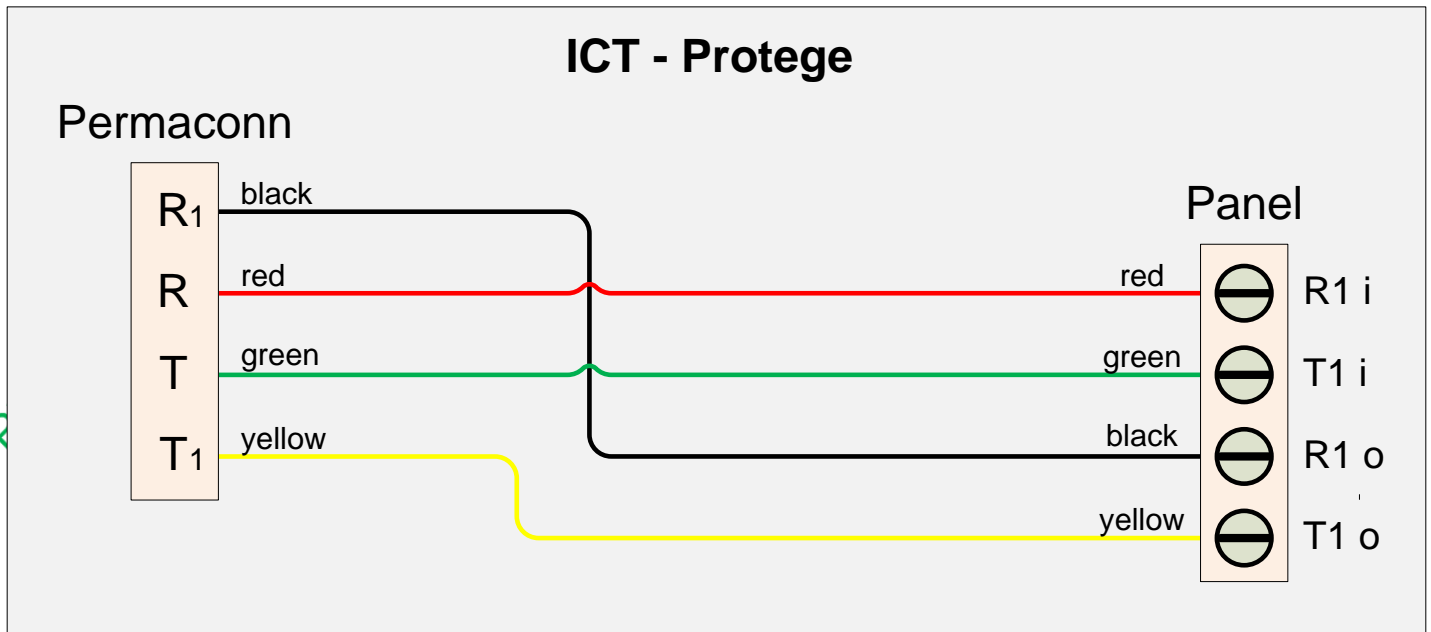 ICT - Protege
Permaconn
Panel
R1 black
R red red R1 i
T green green T1 i
T1 yellow black R1 o
yellow T1 o